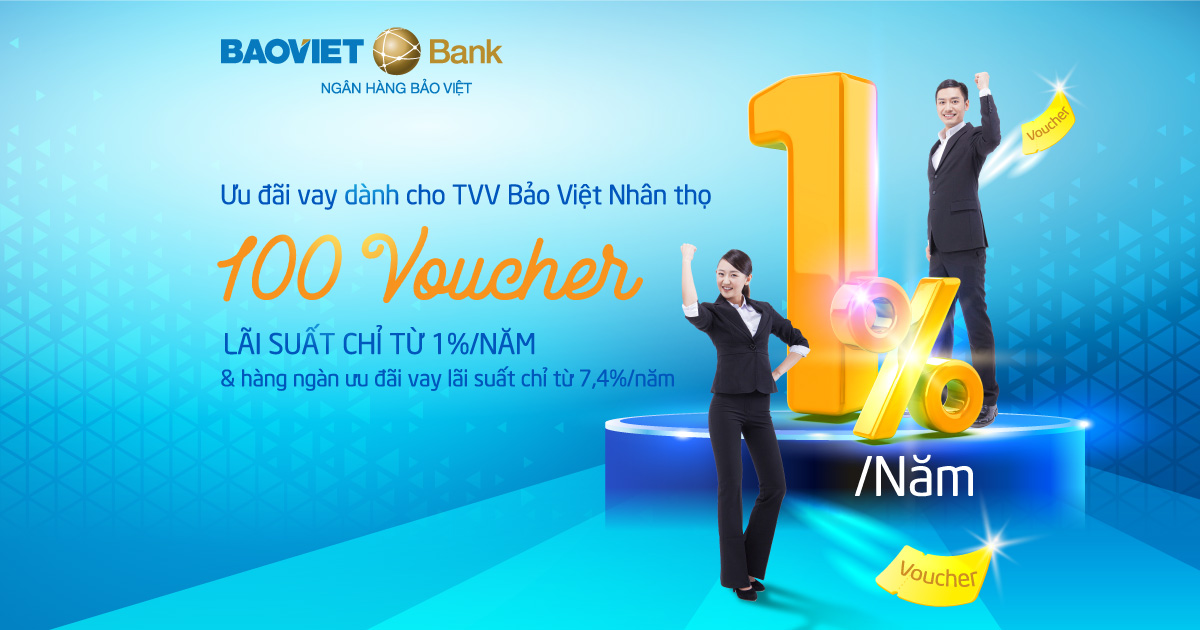 BAOVIET Bank
NGÂN HÀNG BẢO VIỆT
Ưu đãi vay dành cho TVV Bảo Việt Nhân thọ
100 Voucher
LÃI SUẤT CHỈ TỪ 1%/NĂM
& hàng ngàn ưu đãi vay lãi suất chỉ từ 7,4%/năm
1%
/Năm
Voucher
Voucher